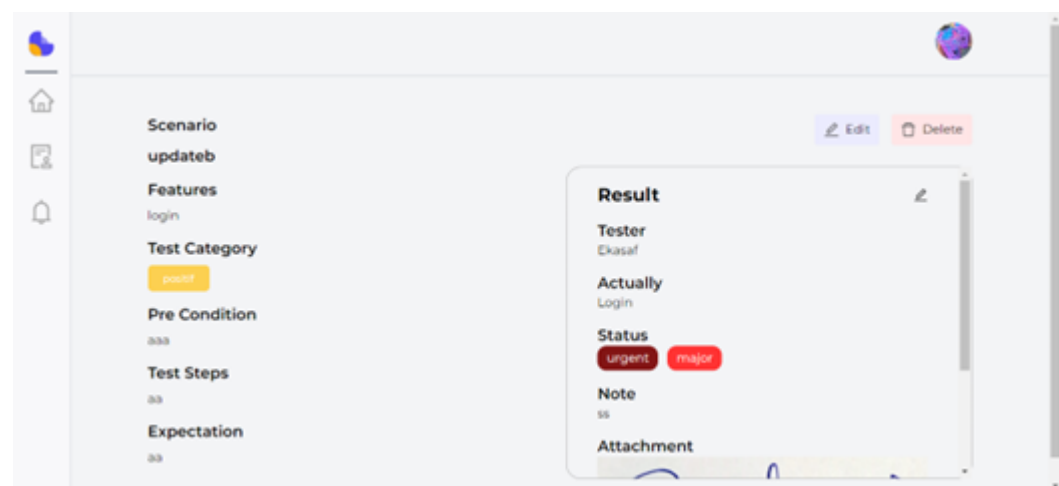 Edit
Delete
Scenario
updateb
Features
login
Test Category
positif
Pre Condition
aaa
Test Steps
aa
Expectation
aa
Result
Tester
Ekasaf
Actually
Login
Status
urgent
major
Note
ss
Attachment